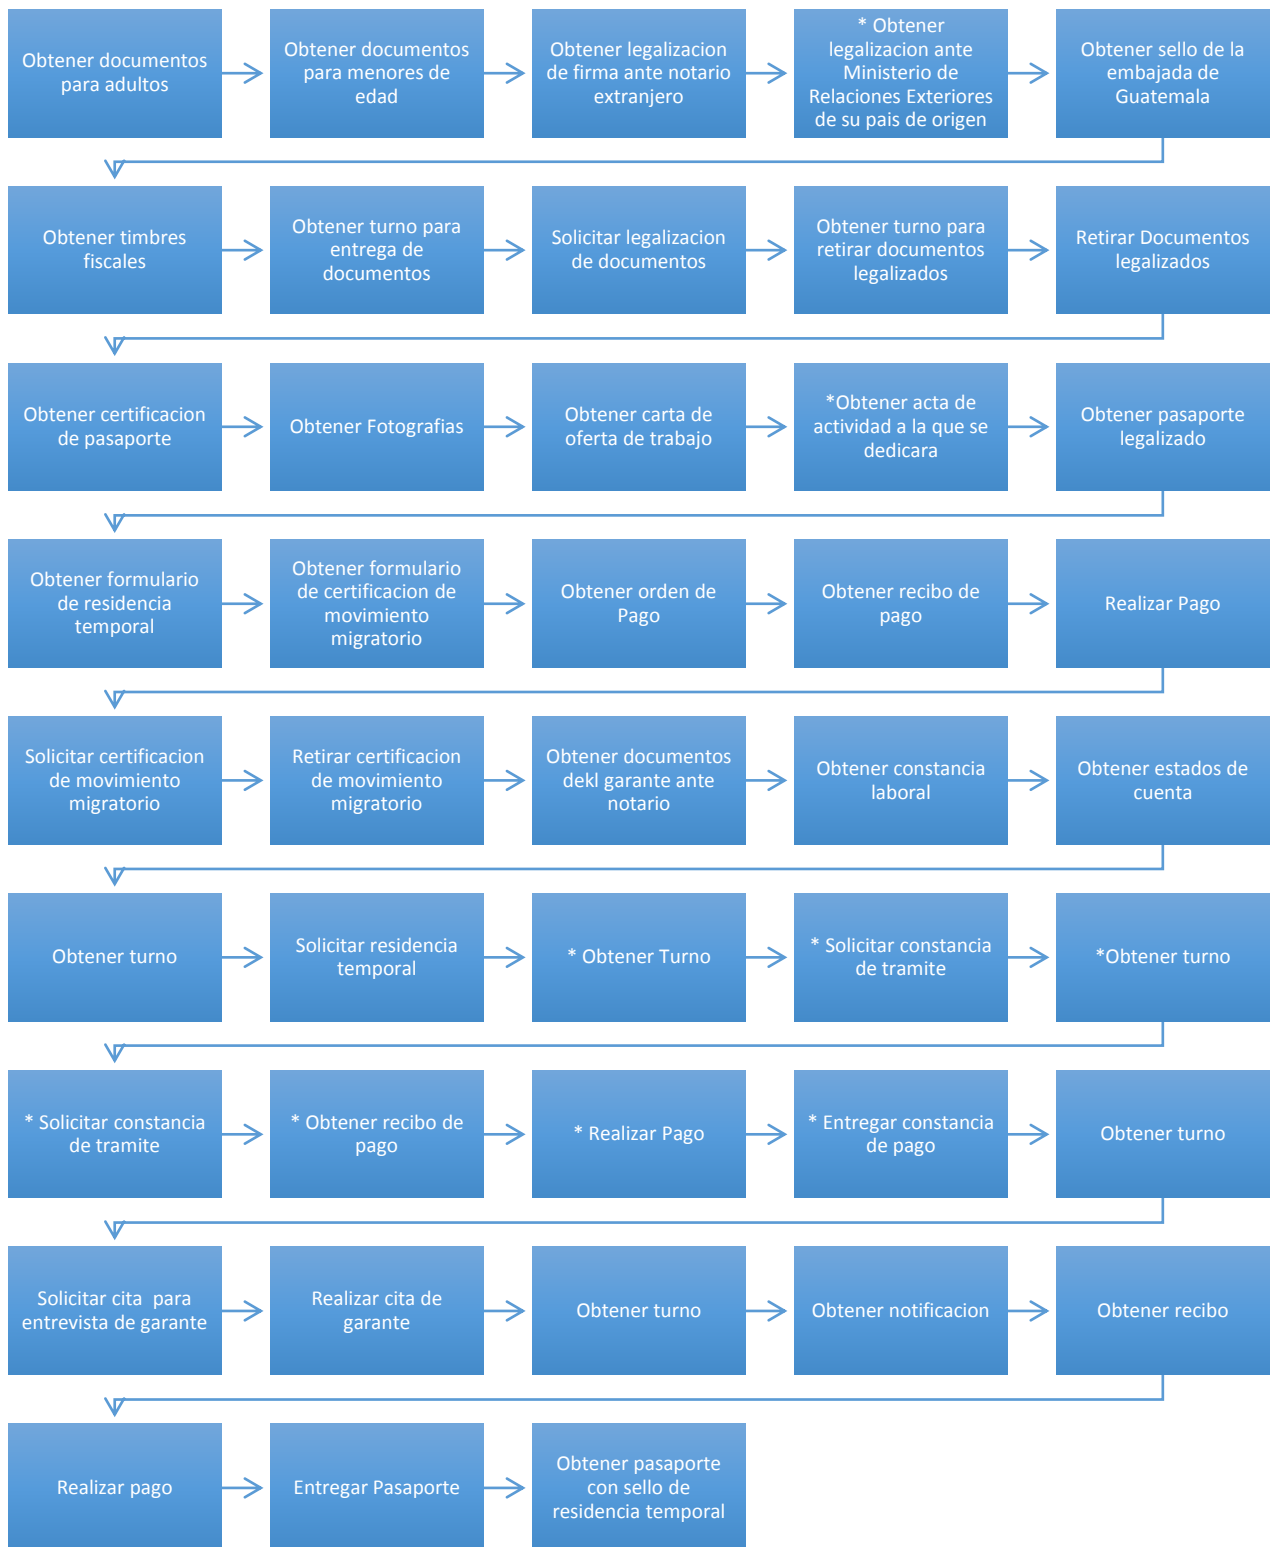 Obtener documentos
para adultos
Obtener documentos
para menores de
edad
Obtener legalizacion
de firma ante notario
extranjero
* Obtener
legalizacion ante
Ministerio de
Relaciones Exteriores
de su pais de origen
Obtener sello de la
embajada de
Guatemala
Obtener timbres
fiscales
Obtener turno para
entrega de
documentos
Solicitar legalizacion
de documentos
Obtener turno para
retirar documentos
legalizados
Retirar Documentos
legalizados
Obtener certificacion
de pasaporte
Obtener Fotografias
Obtener carta de
oferta de trabajo
*Obtener acta de
actividad a la que se
dedicara
Obtener pasaporte
legalizado
Obtener formulario
de residencia
temporal
Obtener formulario
de certificacion de
movimiento
migratorio
Obtener orden de
Pago
Obtener recibo de
pago
Realizar Pago
Solicitar certificacion
de movimiento
migratorio
Retirar certificacion
de movimiento
migratorio
Obtener documentos
dekl garante ante
notario
Obtener constancia
laboral
Obtener estados de
cuenta
Obtener turno
Solicitar residencia
temporal
* Obtener Turno
* Solicitar constancia
de tramite
*Obtener turno
* Solicitar constancia
de tramite
* Obtener recibo de
pago
* Realizar Pago
* Entregar constancia
de pago
Obtener turno
Solicitar cita  para
entrevista de garante
Realizar cita de
garante
Obtener turno
Obtener notificacion
Obtener recibo
Realizar pago
Entregar Pasaporte
Obtener pasaporte
con sello de
residencia temporal